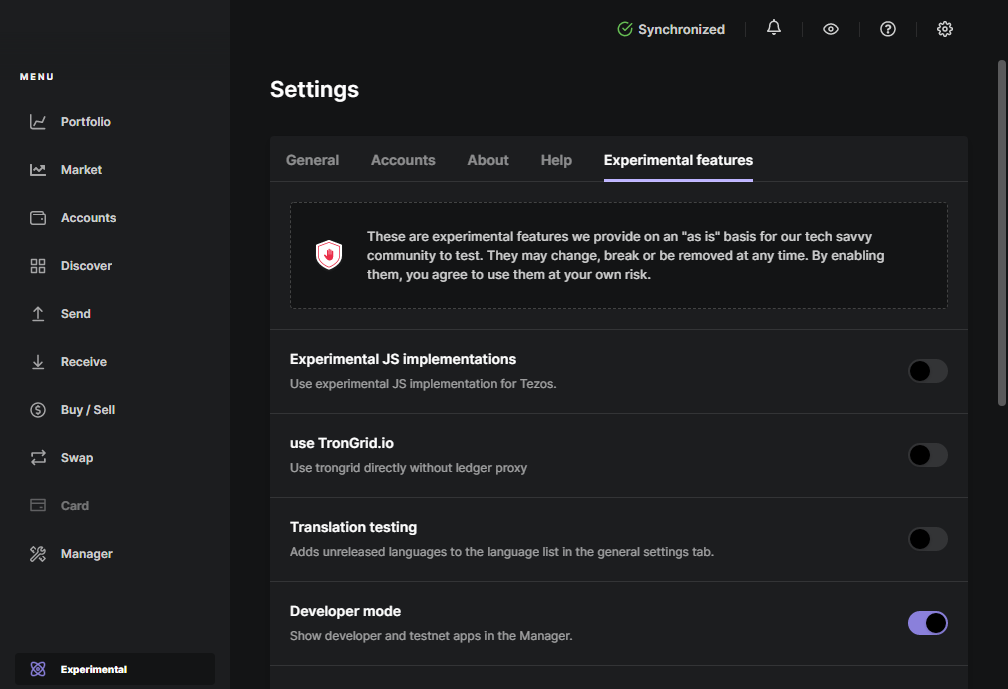 Synchronized
MENU
Portfolio
Market
Accounts
Discover
Send
Receive
Buy / Sell
Swap
Card
Manager
Experimental
Settings
General Accounts About Help Experimental features
These are experimental features we provide on an "as is" basis for our tech savvy
community to test. They may change, break or be removed at any time. By enabling
them, you agree to use them at your own risk.
Experimental JS implementations
Use experimental JS implementation for Tezos.
use TronGrid.io
Use trongrid directly without ledger proxy
Translation testing
Adds unreleased languages to the language list in the general settings tab.
Developer mode
Show developer and testnet apps in the Manager.